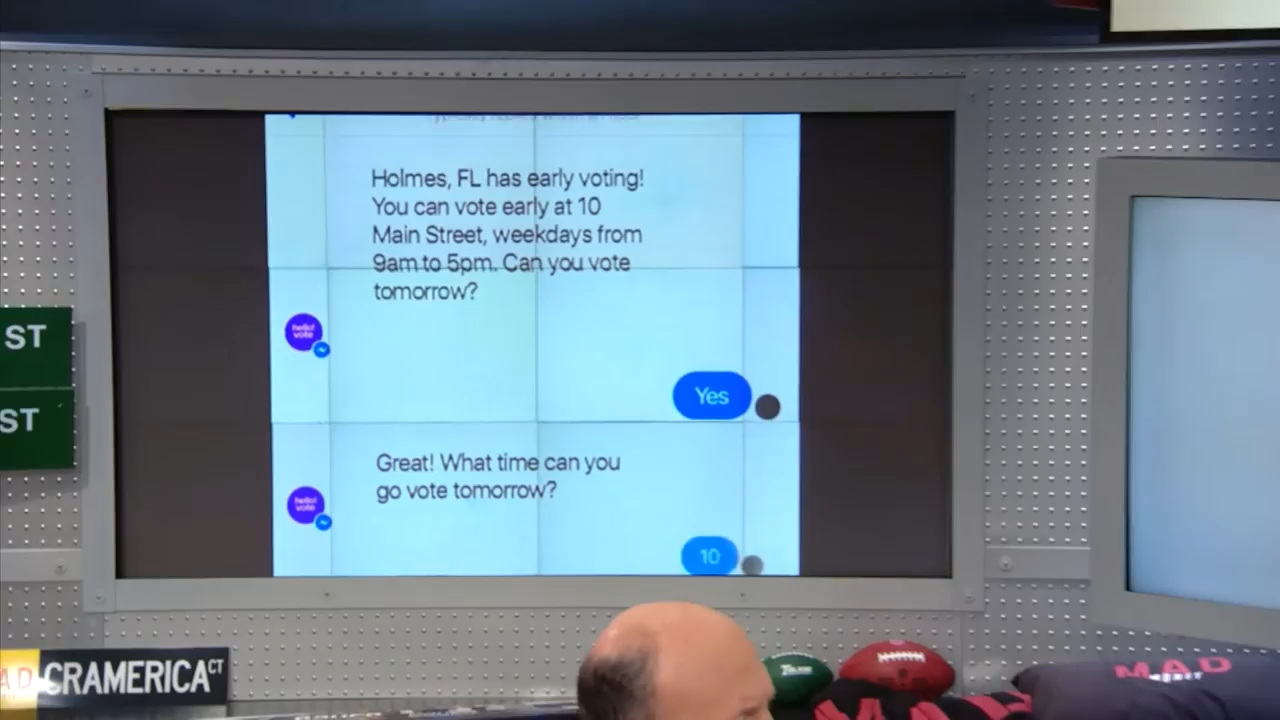 Holmes, FL has early voting!
You can vote early at 10
Main Street, weekdays from
9am to 5pm. Can you vote
tomorrow?
hello!
vote
Yes
Great! What time can you
go vote tomorrow?
hello!
vote
10
ST
ST
CRAMERICA CT
MAD